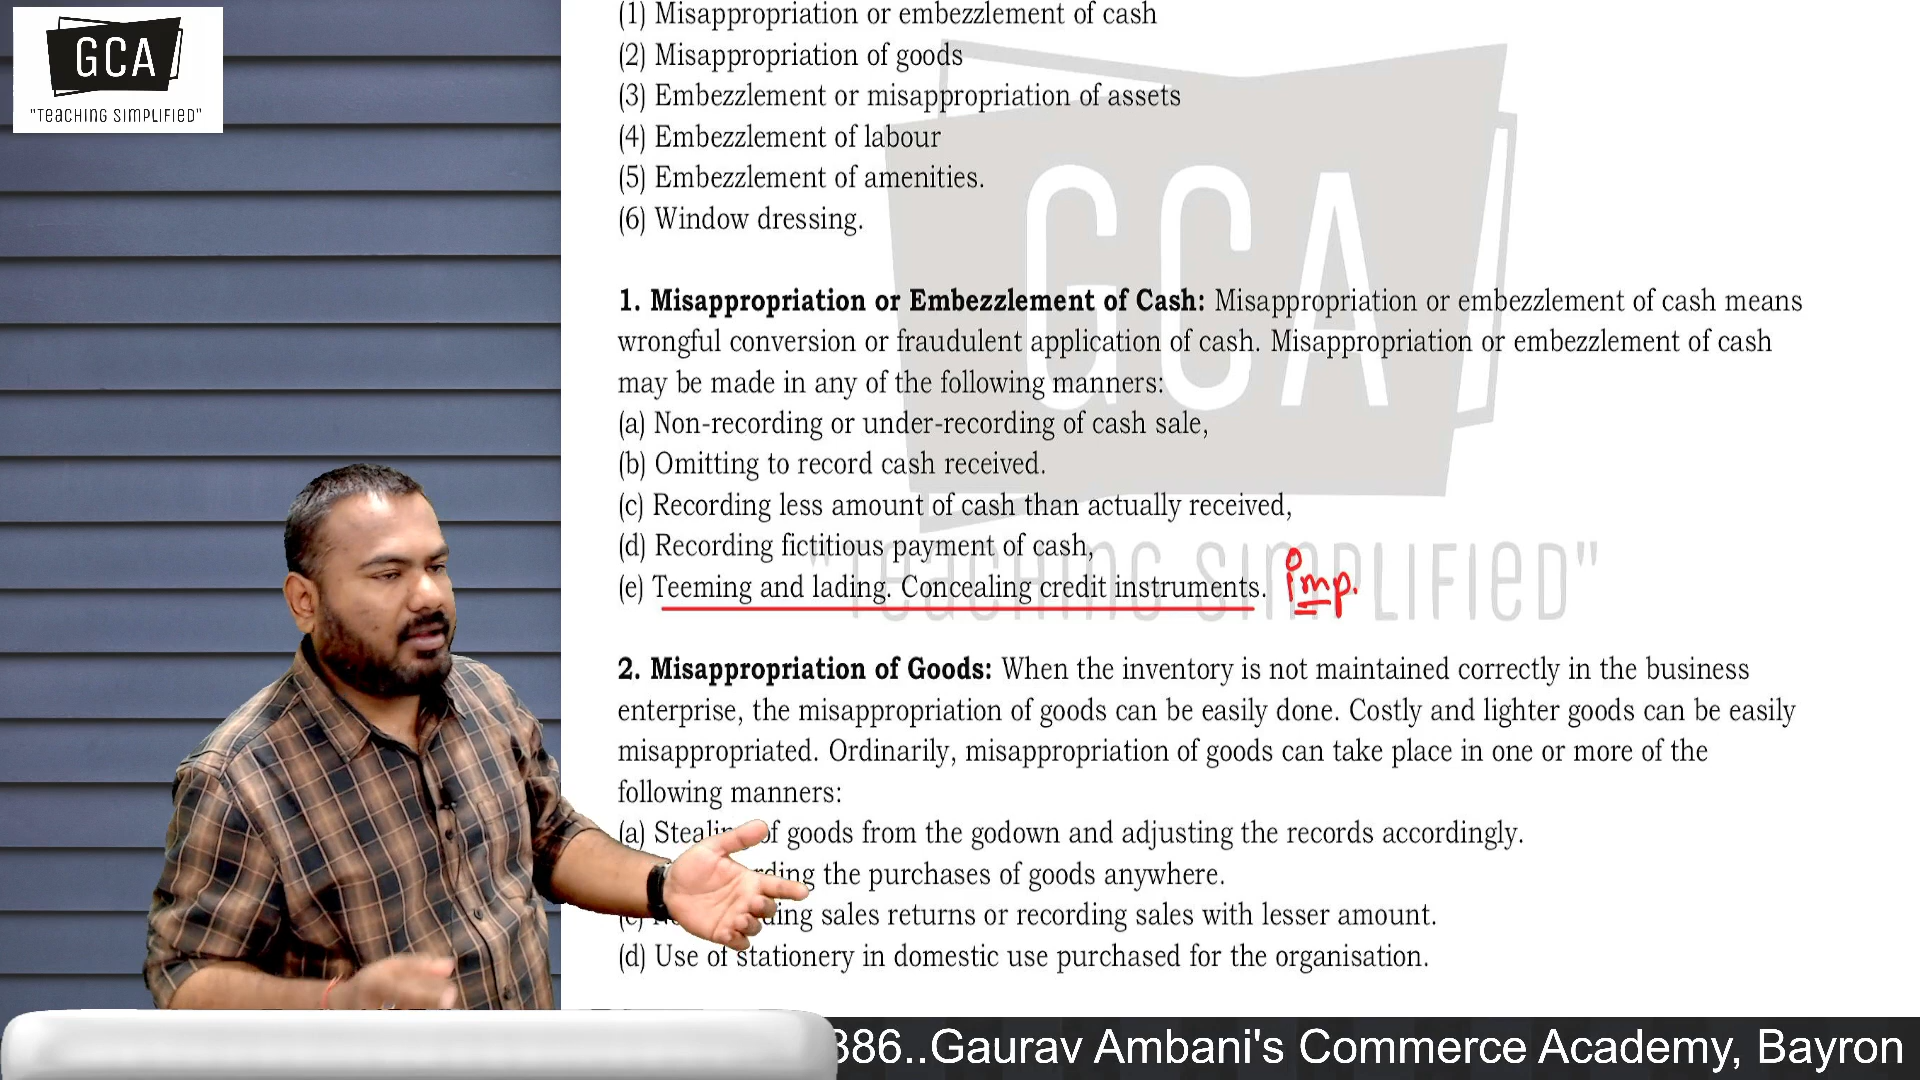 GCA
"TEACHING SIMPLIFIED"
(1) Misappropriation or embezzlement of cash
(2) Misappropriation of goods
(3) Embezzlement or misappropriation of assets
(4) Embezzlement of labour
(5) Embezzlement of amenities.
(6) Window dressing.
GCA
TEACHING SIMPLIFIED"
1. Misappropriation or Embezzlement of Cash: Misappropriation or embezzlement of cash means
wrongful conversion or fraudulent application of cash. Misappropriation or embezzlement of cash
may be made in any of the following manners:
(a) Non-recording or under-recording of cash sale,
(b) Omitting to record cash received.
(c) Recording less amount of cash than actually received,
(d) Recording fictitious payment of cash,
(e) Teeming and lading. Concealing credit instruments. imp.
2. Misappropriation of Goods: When the inventory is not maintained correctly in the business
enterprise, the misappropriation of goods can be easily done. Costly and lighter goods can be easily
misappropriated. Ordinarily, misappropriation of goods can take place in one or more of the
following manners:
(a) Stealing of goods from the godown and adjusting the records accordingly.
the purchases of goods anywhere.
sales returns or recording sales with lesser amount.
(d) Use of stationery in domestic use purchased for the organisation.
386..Gaurav Ambani's Commerce Academy, Bayron